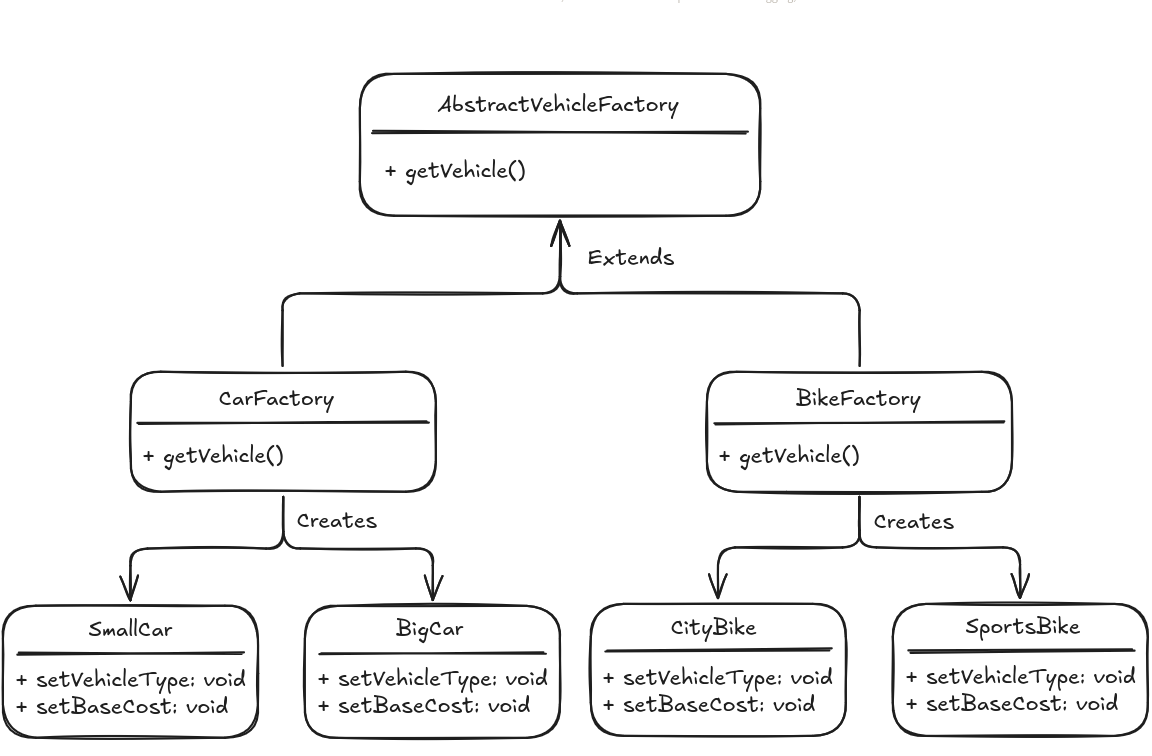 AbstractVehicleFactory
+ getVehicle()
Extends
CarFactory
+ getVehicle()
BikeFactory
+ getVehicle()
Creates
Creates
SmallCar
+ setVehicleType: void
+ setBaseCost: void
BigCar
+ setVehicleType: void
+ setBaseCost: void
CityBike
+ setVehicleType: void
+ setBaseCost: void
SportsBike
+ setVehicleType: void
+ setBaseCost: void